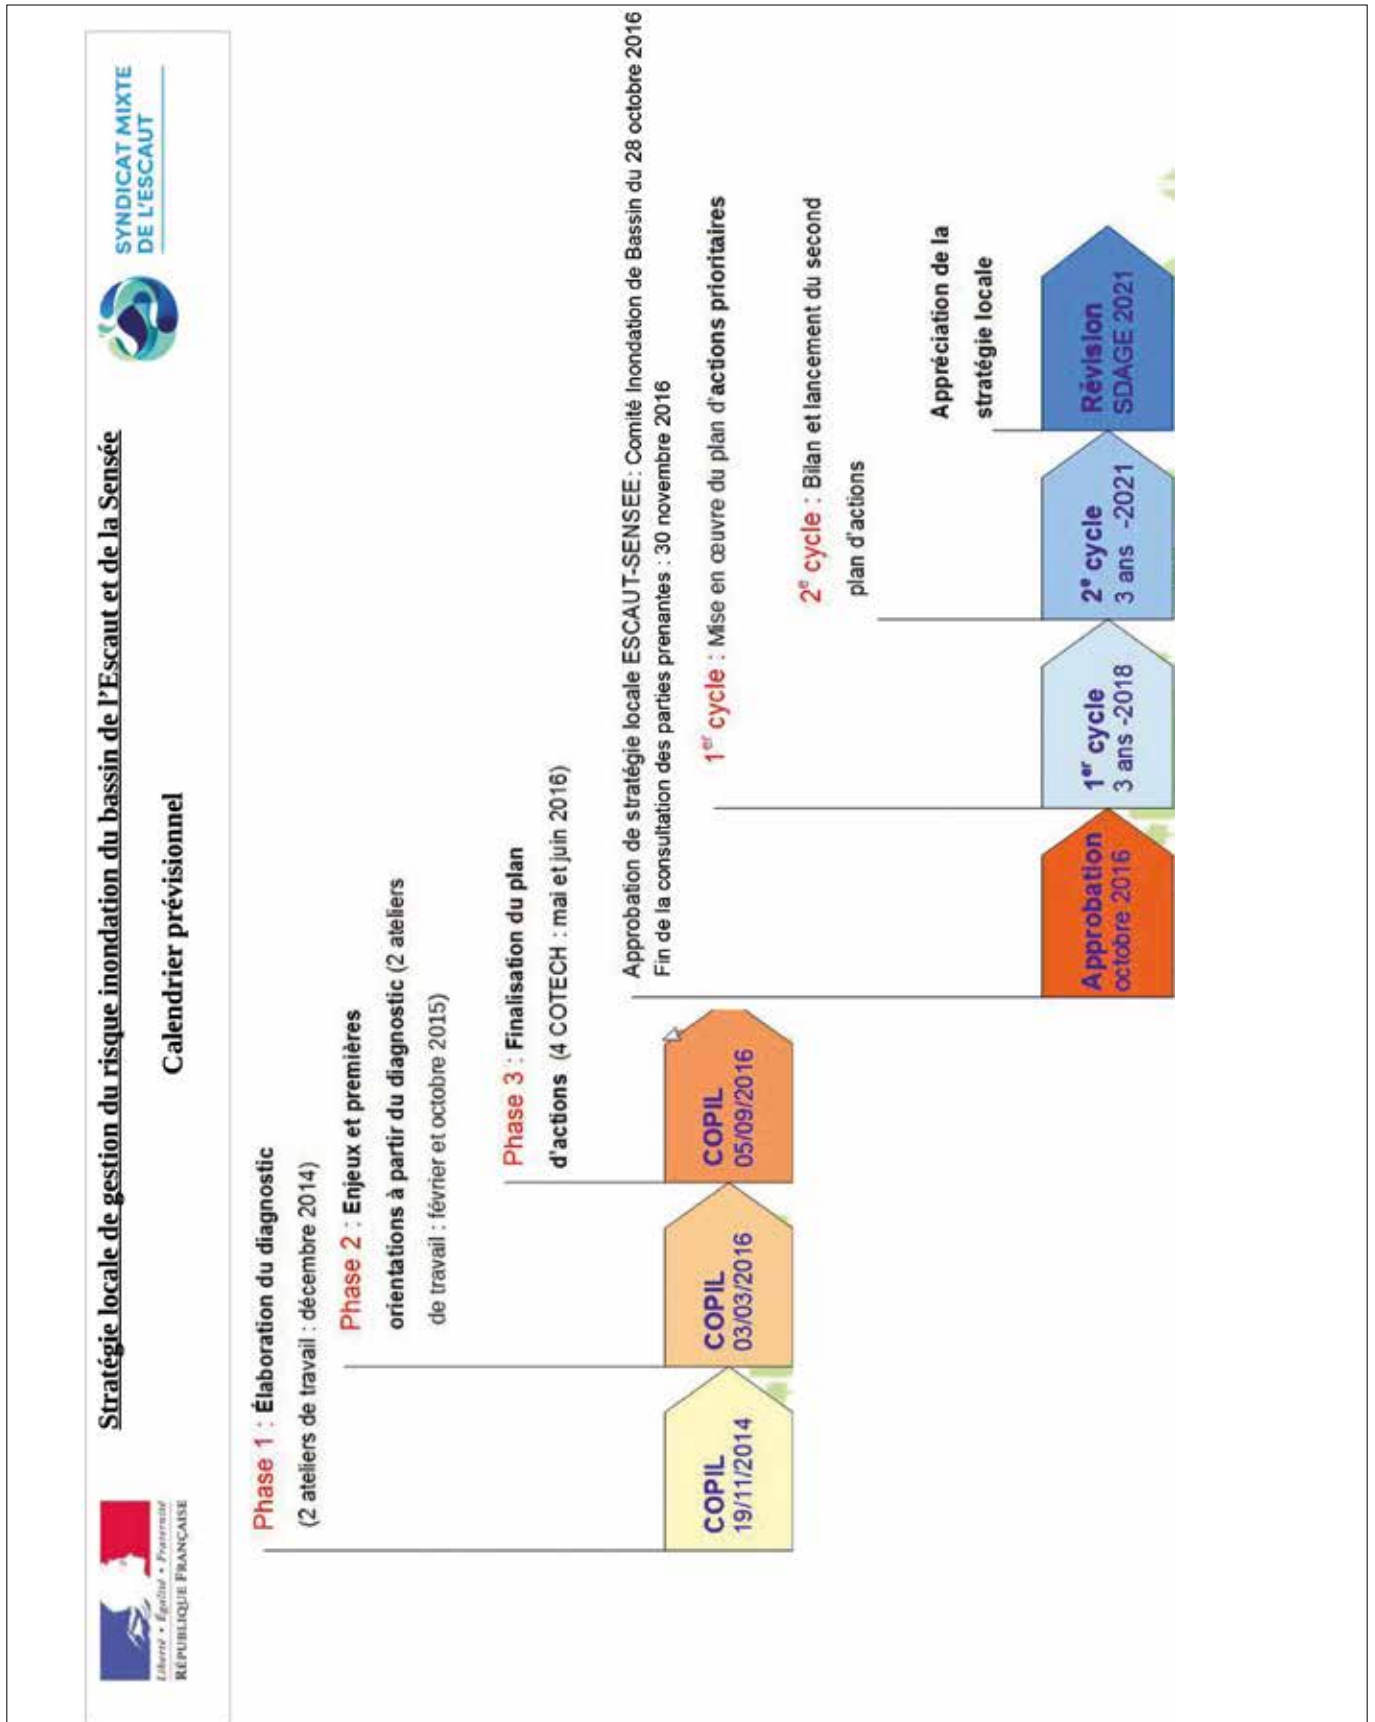 Liberté • Égalité • Fraternité
RÉPUBLIQUE FRANÇAISE
Stratégie locale de gestion du risque inondation du bassin de l'Escaut et de la Sensée
Calendrier prévisionnel
SYNDICAT MIXTE
DE L'ESCAUT
Phase 1 : Élaboration du diagnostic
(2 ateliers de travail : décembre 2014)
Phase 2 : Enjeux et premières
orientations à partir du diagnostic (2 ateliers
de travail : février et octobre 2015)
Phase 3 : Finalisation du plan
d'actions (4 COTECH : mai et juin 2016)
COPIL
19/11/2014
COPIL
03/03/2016
COPIL
05/09/2016
Approbation de stratégie locale ESCAUT-SENSEE : Comité Inondation de Bassin du 28 octobre 2016
Fin de la consultation des parties prenantes : 30 novembre 2016
1er cycle : Mise en œuvre du plan d'actions prioritaires
2e cycle : Bilan et lancement du second
plan d'actions
Appréciation de la
stratégie locale
Approbation
octobre 2016
1er cycle
3 ans -2018
2e cycle
3 ans -2021
Révision
SDAGE 2021